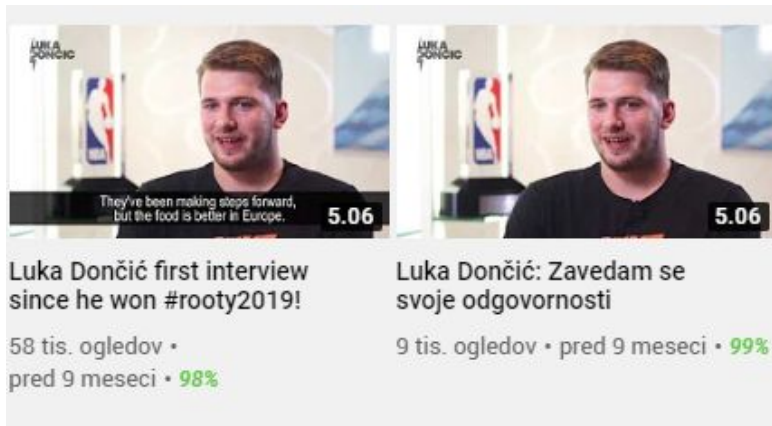 LUKA
DONCIC
NBA
They've been making steps forward,
but the food is better in Europe.
5.06
Luka Dončić first interview
since he won #rooty2019!
58 tis. ogledov •
pred 9 meseci • 98%
LUKA
DONCIC
NBA
5.06
Luka Dončić: Zavedam se
svoje odgovornosti
9 tis. ogledov • pred 9 meseci • 99%